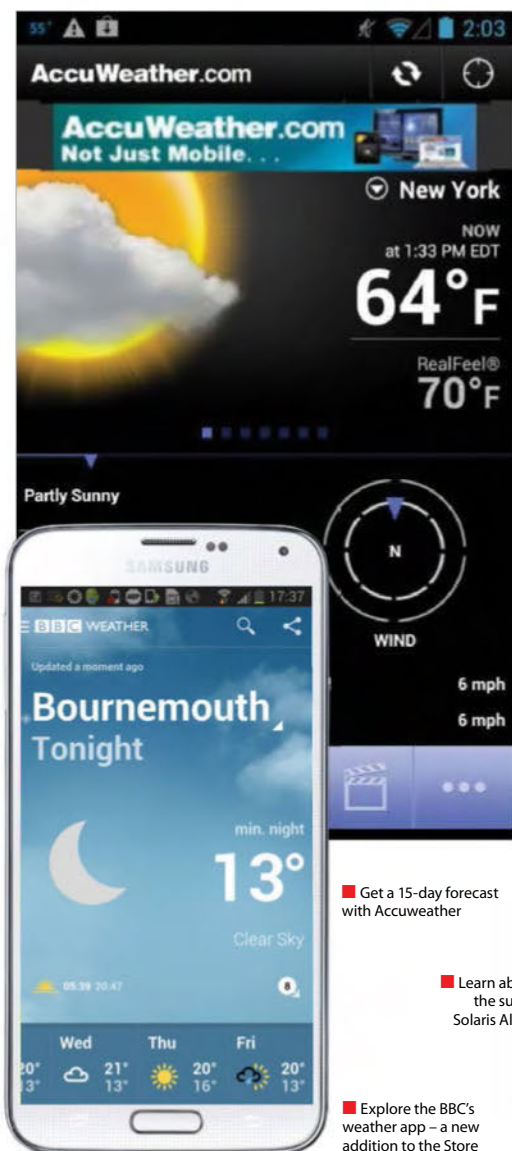 55°
2:03
AccuWeather.com
AccuWeather.com
Not Just Mobile. . .
New York
NOW
at 1:33 PM EDT
64°F
RealFeel®
70°F
Partly Sunny
N
WIND
6 mph
6 mph
SAMSUNG
17:37
BBC WEATHER
Updated a moment ago
Bournemouth
Tonight
min. night
13°
Clear Sky
05:39 20:47
8
Wed Thu Fri
20° 21° 20° 20°
13° 13° 16° 13°
Get a 15-day forecast
with Accuweather
Learn ab
the su
Solaris Al
Explore the BBC’s
weather app – a new
addition to the Store